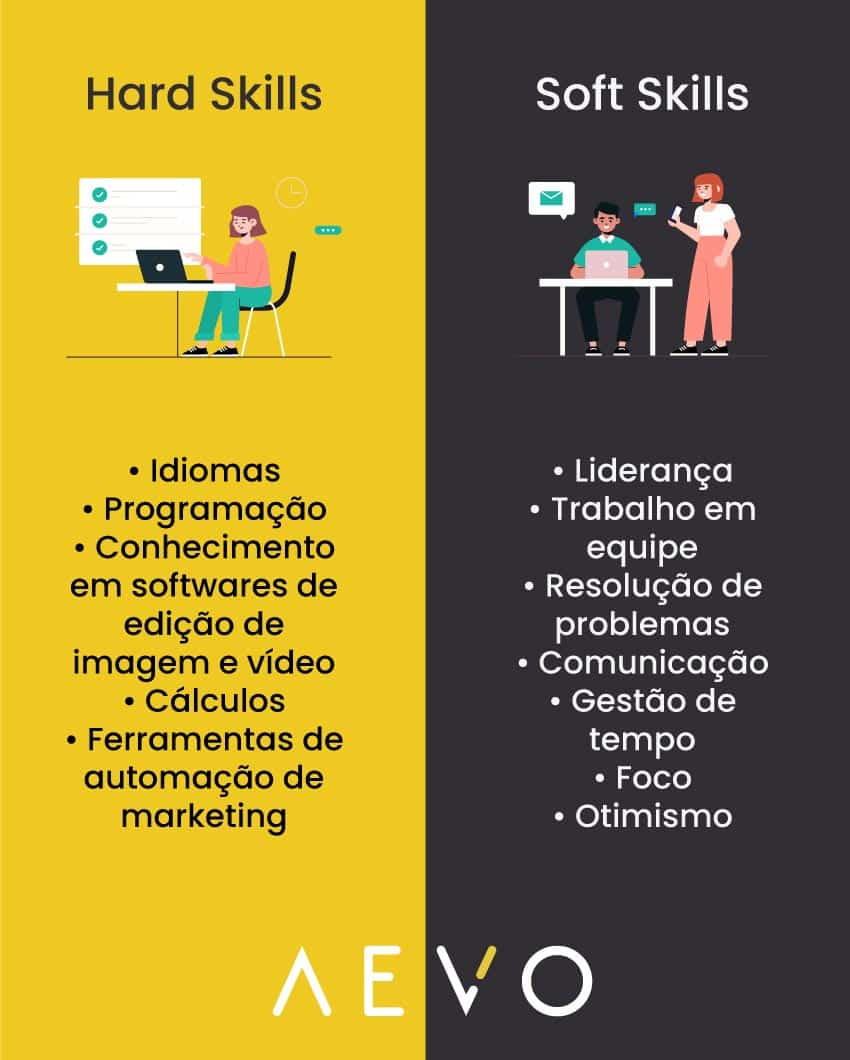 Hard Skills
• Idiomas
• Programação
• Conhecimento
em softwares de
edição de
imagem e vídeo
• Cálculos
• Ferramentas de
automação de
marketing
Soft Skills
• Liderança
• Trabalho em
equipe
• Resolução de
problemas
• Comunicação
• Gestão de
tempo
• Foco
• Otimismo
AEVO